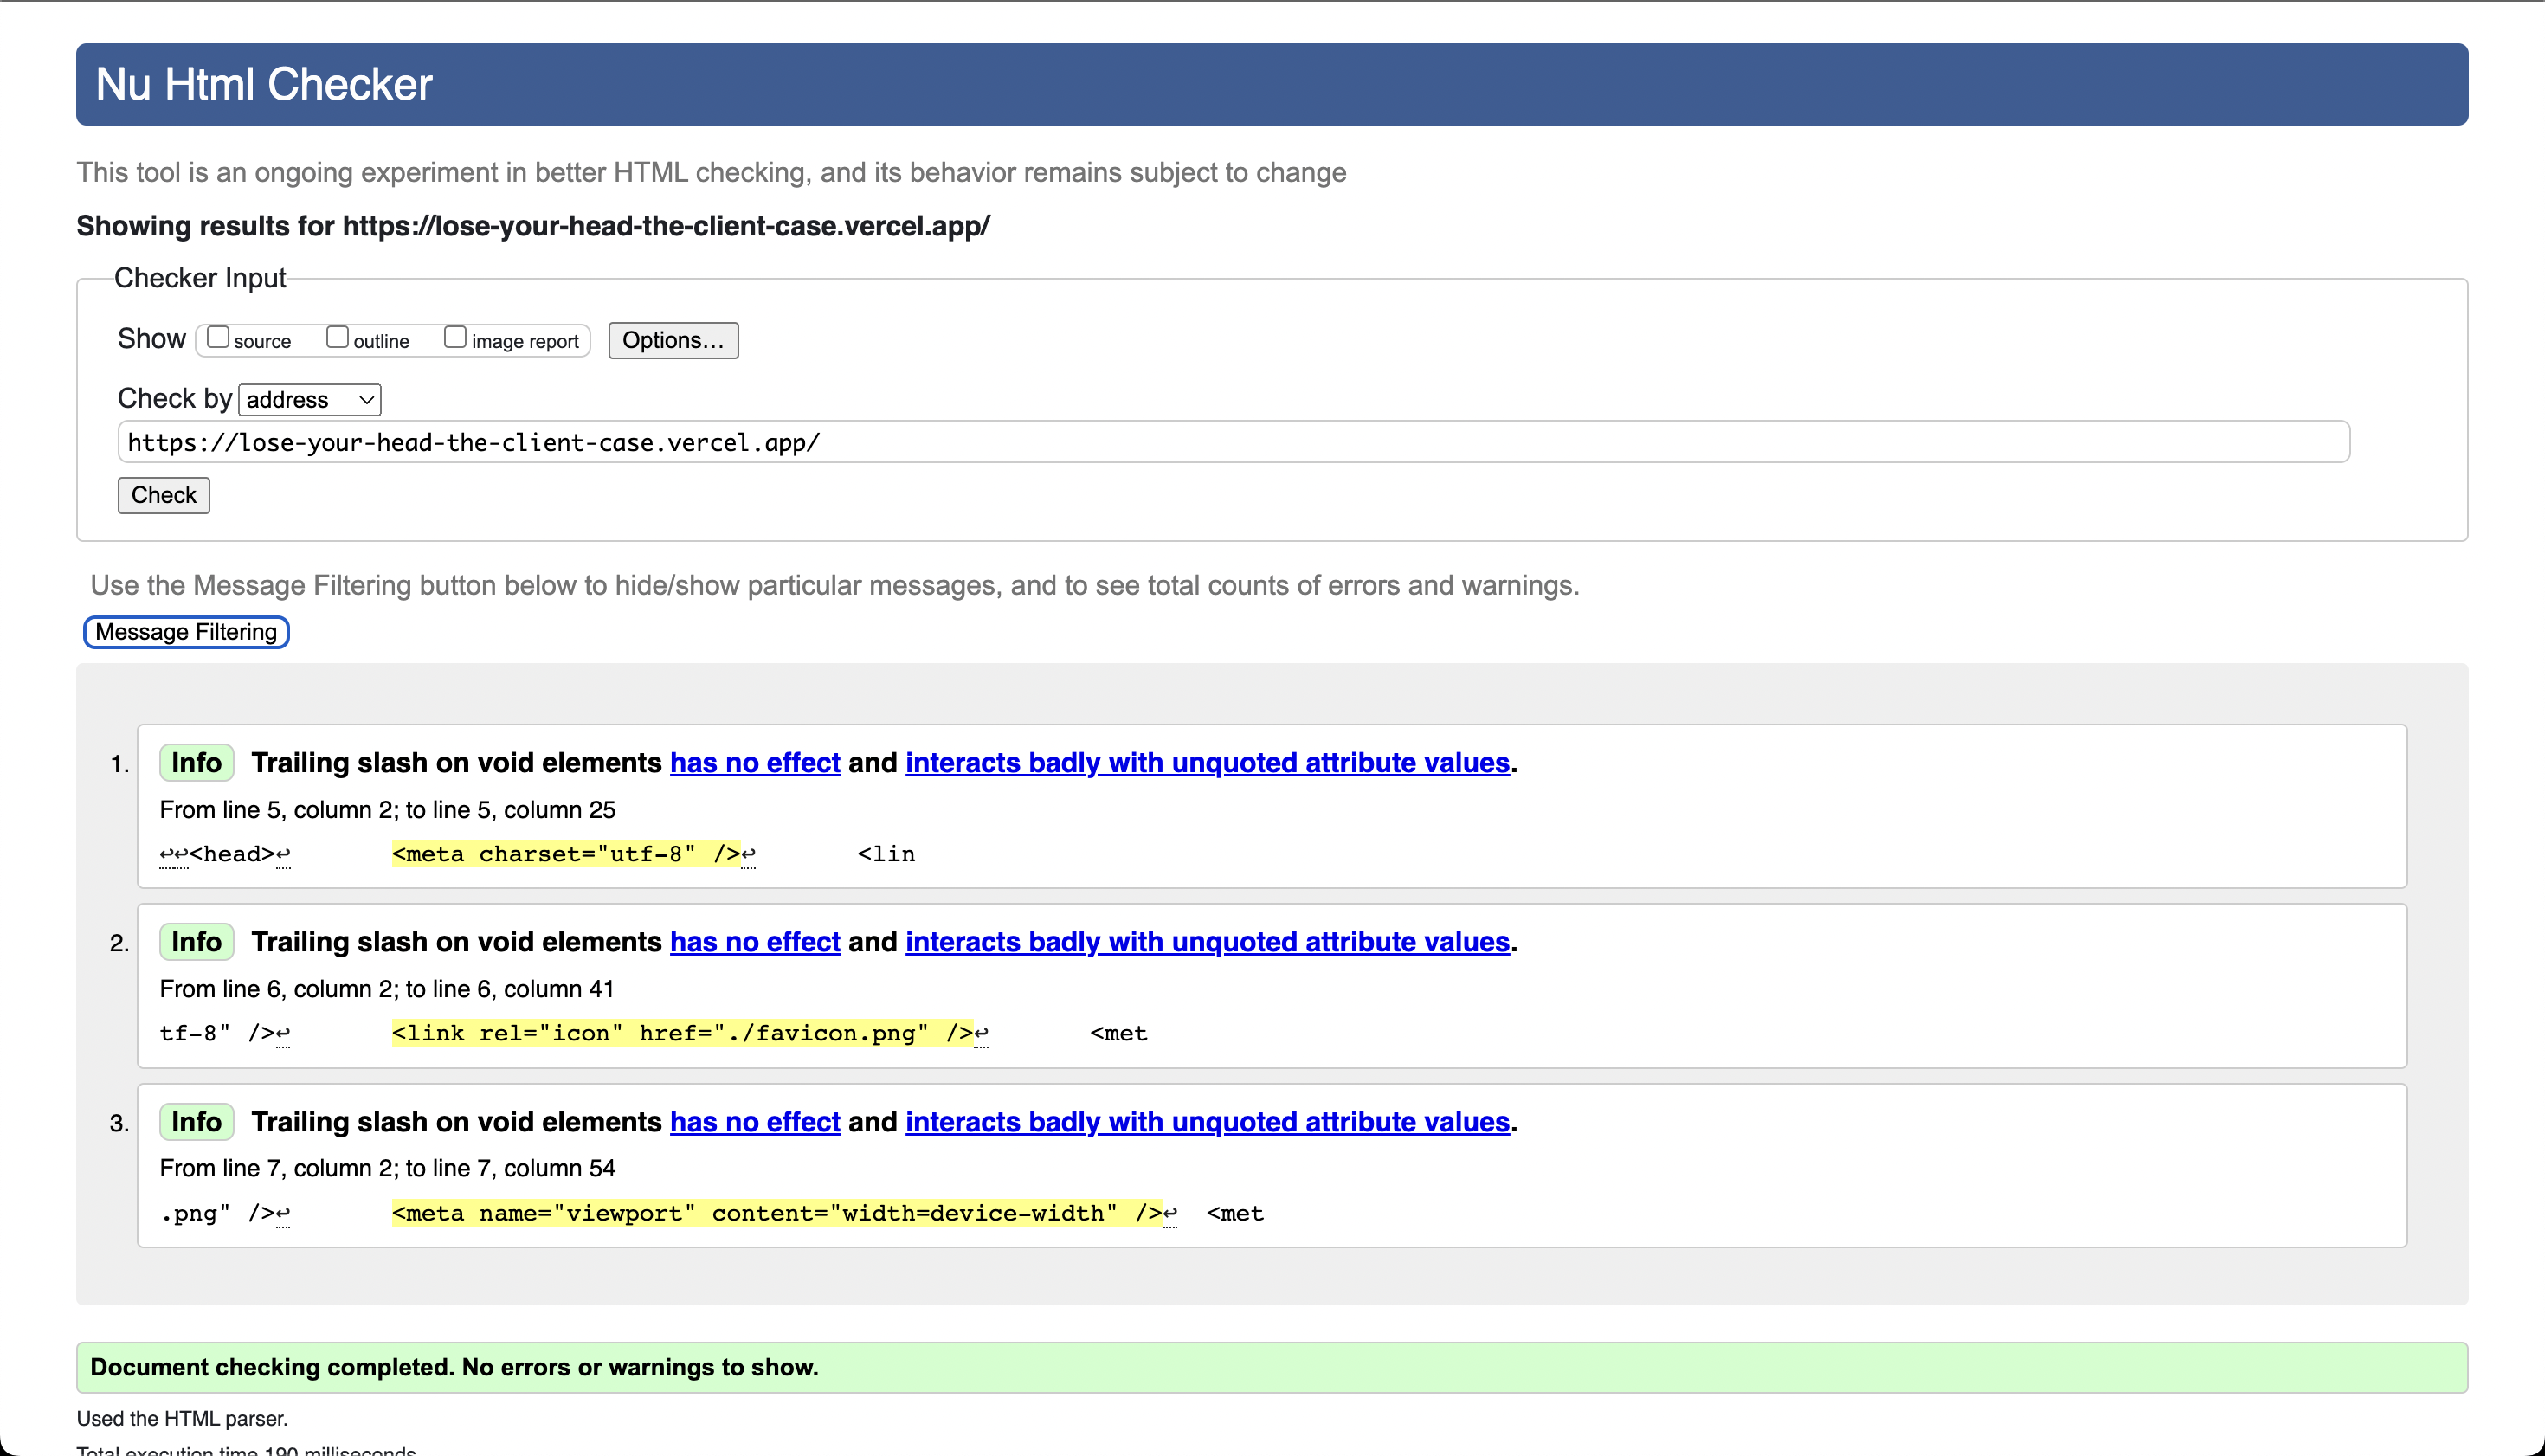 Nu Html Checker
This tool is an ongoing experiment in better HTML checking, and its behavior remains subject to change
Showing results for https://lose-your-head-the-client-case.vercel.app/
Checker Input
Show source outline image report Options…
Check by address
https://lose-your-head-the-client-case.vercel.app/
Check
Use the Message Filtering button below to hide/show particular messages, and to see total counts of errors and warnings.
Message Filtering
1. Info Trailing slash on void elements has no effect and interacts badly with unquoted attribute values.
From line 5, column 2; to line 5, column 25
↩↩<head>↩ <meta charset="utf-8" />↩ <lin
2. Info Trailing slash on void elements has no effect and interacts badly with unquoted attribute values.
From line 6, column 2; to line 6, column 41
tf-8" />↩ <link rel="icon" href="./favicon.png" />↩ <met
3. Info Trailing slash on void elements has no effect and interacts badly with unquoted attribute values.
From line 7, column 2; to line 7, column 54
.png" />↩ <meta name="viewport" content="width=device-width" />↩ <met
Document checking completed. No errors or warnings to show.
Used the HTML parser.
Total execution time 190 milliseconds.